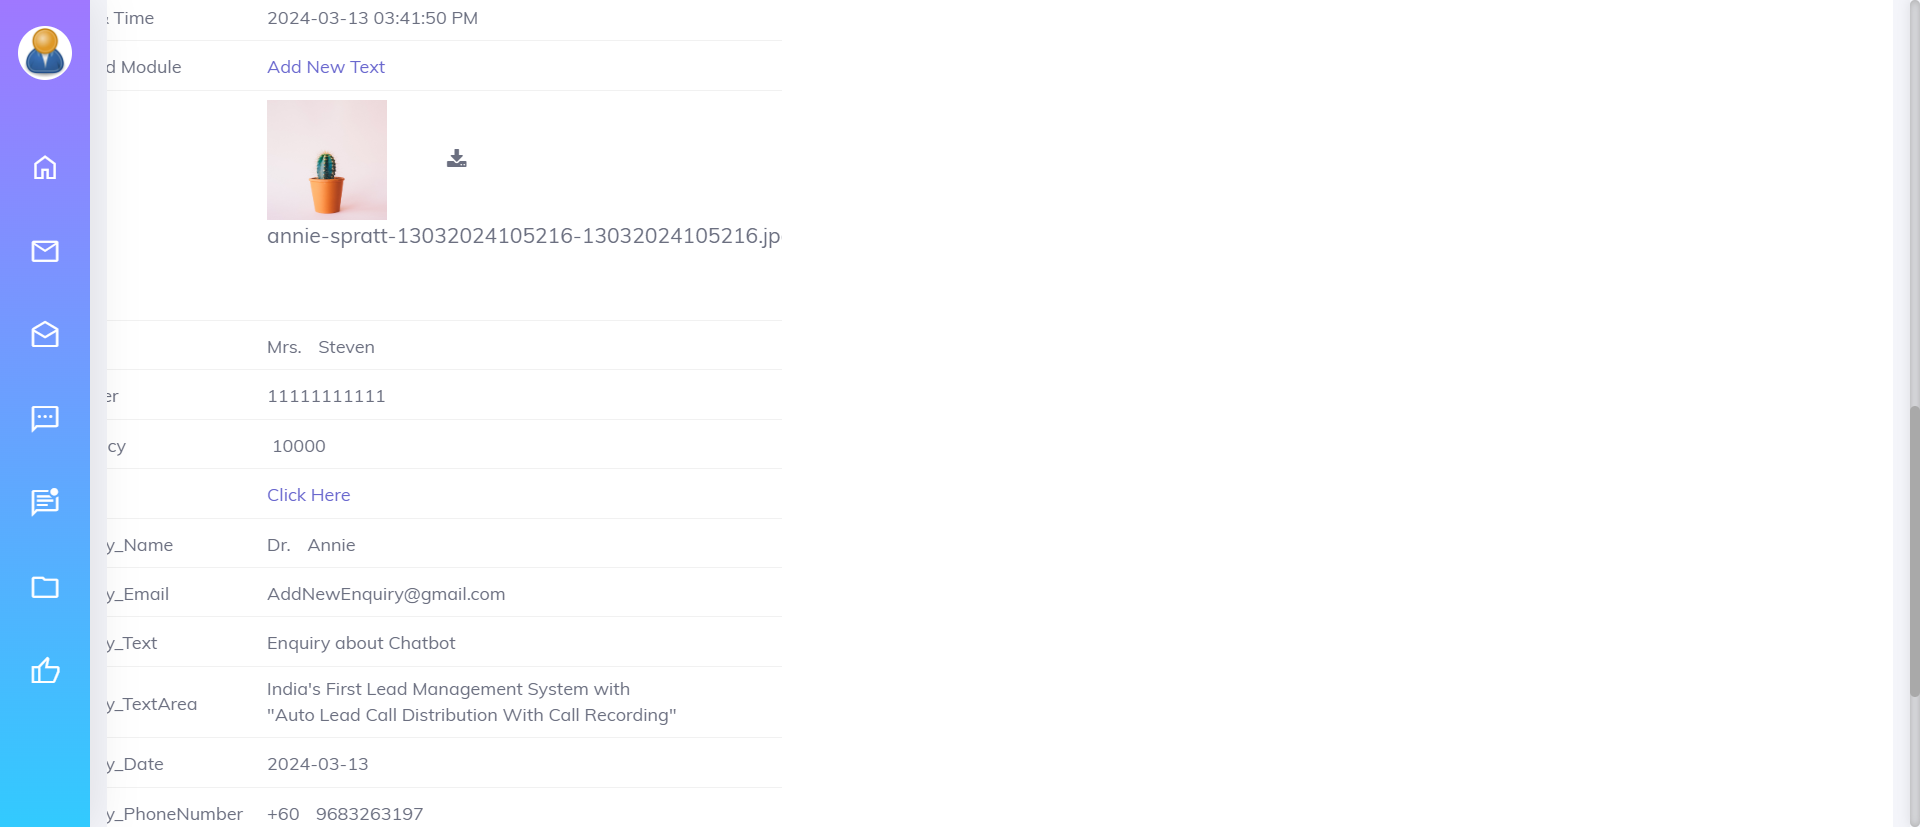 Time 2024-03-13 03:41:50 PM
Module Add New Text
annie-spratt-13032024105216-13032024105216.jp
Mrs. Steven
11111111111
10000
Click Here
y_Name Dr. Annie
y_Email AddNewEnquiry@gmail.com
y_Text Enquiry about Chatbot
India's First Lead Management System with
y_TextArea
"Auto Lead Call Distribution With Call Recording"
y_Date 2024-03-13
y_PhoneNumber +60 9683263197